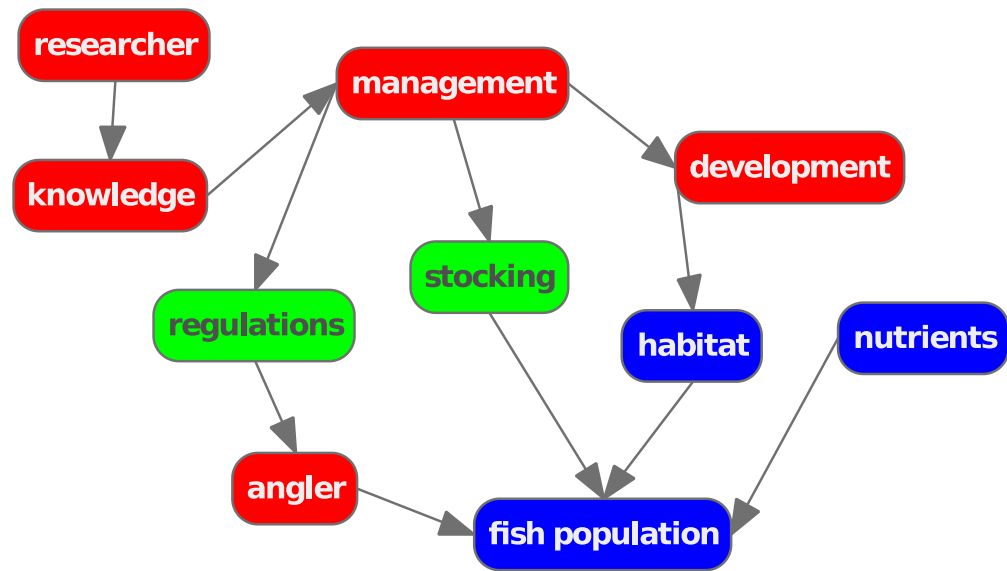 researcher
management
development
knowledge
stocking
regulations
habitat
nutrients
angler
fish population